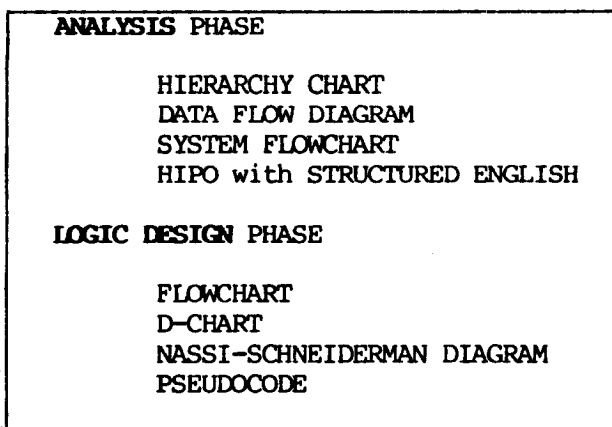 ANALYSIS PHASE
HIERARCHY CHART
DATA FLOW DIAGRAM
SYSTEM FLOWCHART
HIPO with STRUCTURED ENGLISH
LOGIC DESIGN PHASE
FLOWCHART
D-CHART
NASSI-SCHNEIDERMAN DIAGRAM
PSEUDOCODE